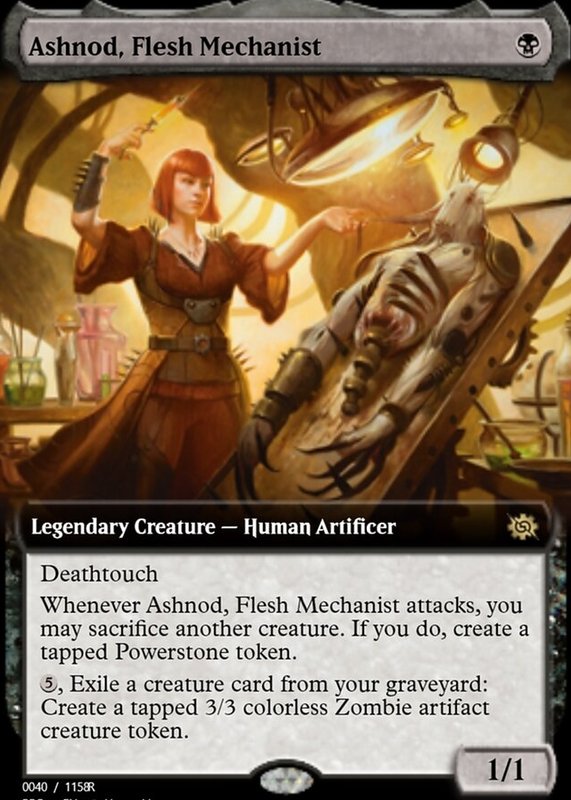 Ashnod, Flesh Mechanist
Legendary Creature — Human Artificer
Deathtouch
Whenever Ashnod, Flesh Mechanist attacks, you
may sacrifice another creature. If you do, create a
tapped Powerstone token.
5, Exile a creature card from your graveyard:
Create a tapped 3/3 colorless Zombie artifact
creature token.
1/1
0040 / 1158R